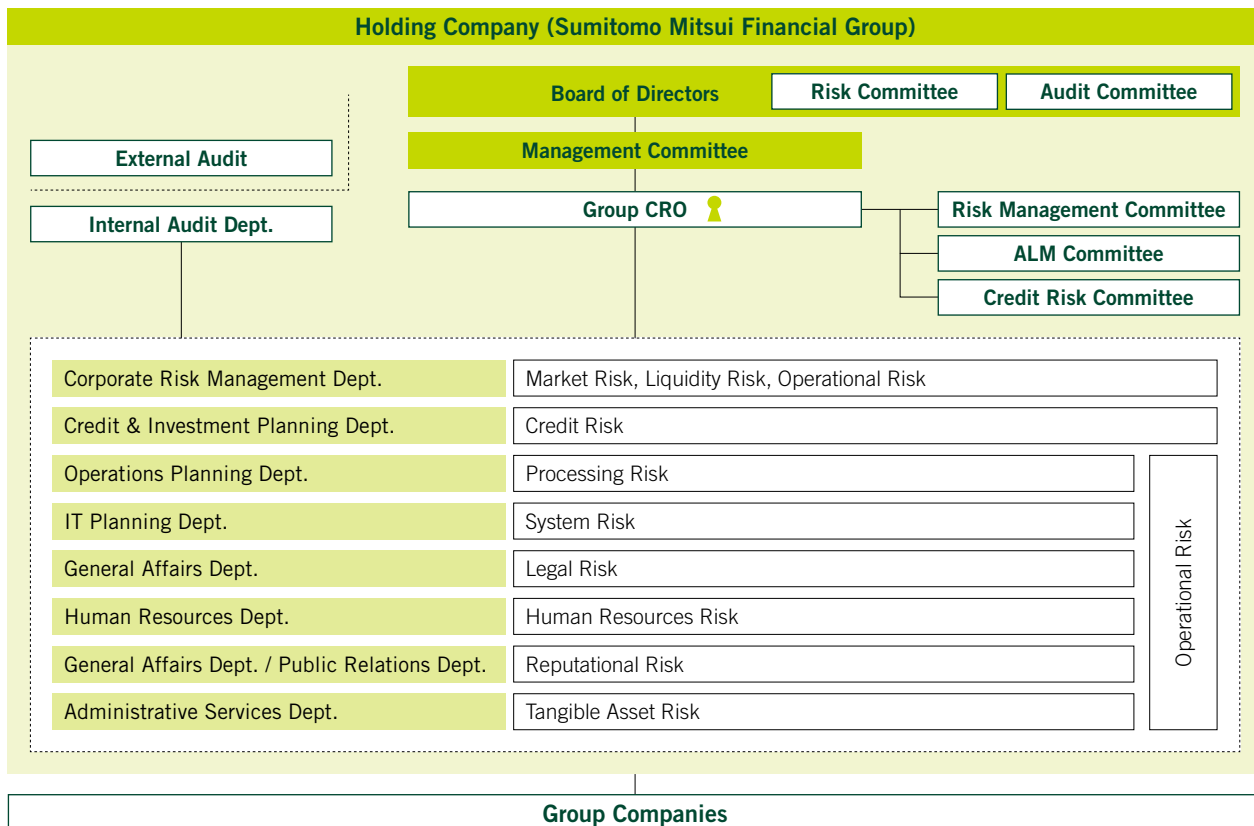 Holding Company (Sumitomo Mitsui Financial Group)
Board of Directors
Risk Committee
Audit Committee
External Audit
Management Committee
Internal Audit Dept.
Group CRO
Risk Management Committee
ALM Committee
Credit Risk Committee
Corporate Risk Management Dept.
Market Risk, Liquidity Risk, Operational Risk
Credit & Investment Planning Dept.
Credit Risk
Operations Planning Dept.
Processing Risk
IT Planning Dept.
System Risk
General Affairs Dept.
Legal Risk
Human Resources Dept.
Human Resources Risk
General Affairs Dept. / Public Relations Dept.
Reputational Risk
Administrative Services Dept.
Tangible Asset Risk
Operational Risk
Group Companies